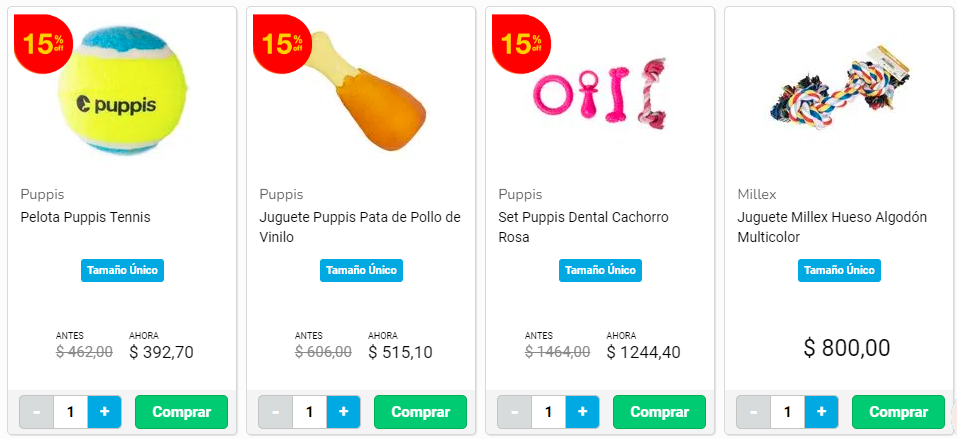 15%
off
puppis
Puppis
Pelota Puppis Tennis
Tamaño Único
ANTES AHORA
$ 462,00 $ 392,70
- 1 + Comprar
15%
off
Puppis
Juguete Puppis Pata de Pollo de
Vinilo
Tamaño Único
ANTES AHORA
$ 606,00 $ 515,10
- 1 + Comprar
15%
off
Puppis
Set Puppis Dental Cachorro
Rosa
Tamaño Único
ANTES AHORA
$ 1464,00 $ 1244,40
- 1 + Comprar
Millex
Juguete Millex Hueso Algodón
Multicolor
Tamaño Único
$ 800,00
- 1 + Comprar